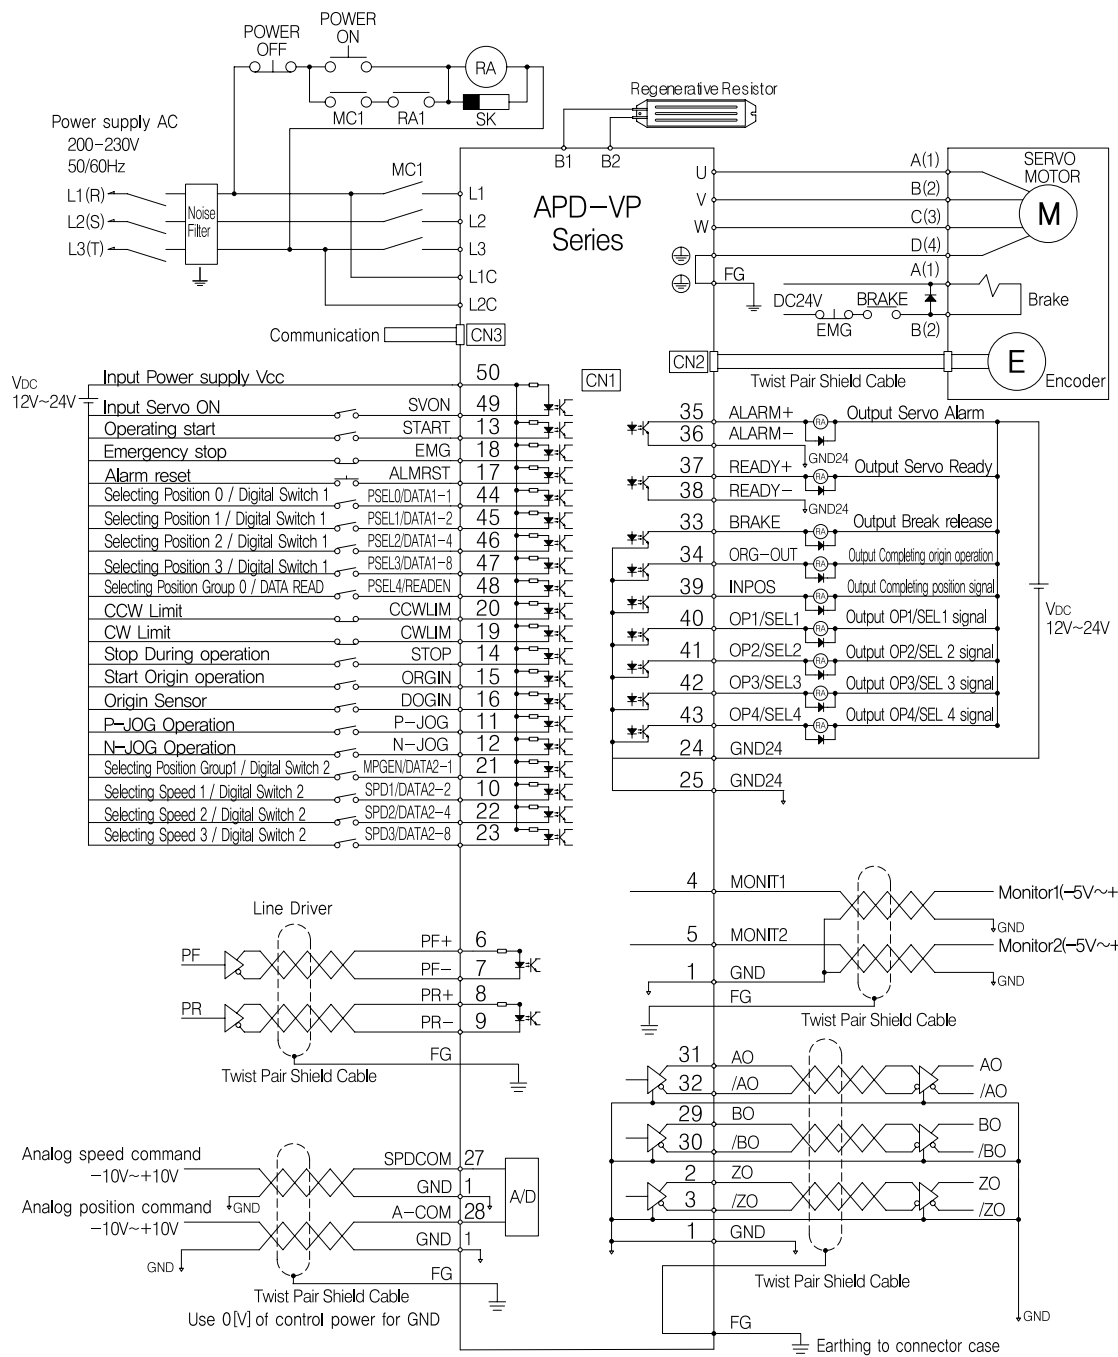 POWER OFF
POWER ON
RA
MC1 RA1 SK
Regenerative Resistor
Power supply AC
200-230V
50/60Hz
B1 B2
APD-VP
Series
MC1
L1(R)
L2(S)
L3(T)
Noise
Filter
L1
L2
L3
L1C
L2C
U
V
W
FG
A(1)
B(2)
C(3)
D(4)
A(1)
B(2)
SERVO
MOTOR
M
DC24V
EMG
BRAKE
Brake
Communication
CN3
CN2
E
Encoder
Twist Pair Shield Cable
CN1
VDC
12V~24V
Input Power supply Vcc 50
Input Servo ON SVON 49
Operating start START 13
Emergency stop EMG 18
Alarm reset ALMRST 17
Selecting Position 0 / Digital Switch 1 PSEL0/DATA1-1 44
Selecting Position 1 / Digital Switch 1 PSEL1/DATA1-2 45
Selecting Position 2 / Digital Switch 1 PSEL2/DATA1-4 46
Selecting Position 3 / Digital Switch 1 PSEL3/DATA1-8 47
Selecting Position Group 0 / DATA READ PSEL4/READEN 48
CCW Limit CCWLIM 20
CW Limit CWLIM 19
Stop During operation STOP 14
Start Origin operation ORGIN 15
Origin Sensor DOGIN 16
P-JOG Operation P-JOG 11
N-JOG Operation N-JOG 12
Selecting Position Group1 / Digital Switch 2 MPGEN/DATA2-1 21
Selecting Speed 1 / Digital Switch 2 SPD1/DATA2-2 10
Selecting Speed 2 / Digital Switch 2 SPD2/DATA2-4 22
Selecting Speed 3 / Digital Switch 2 SPD3/DATA2-8 23
35 ALARM+ RA Output Servo Alarm
36 ALARM- GND24
37 READY+ RA Output Servo Ready
38 READY- GND24
33 BRAKE RA Output Break release
34 ORG-OUT RA Output Completing origin operation
39 INPOS RA Output Completing position signal
40 OP1/SEL1 RA Output OP1/SEL1 signal
41 OP2/SEL2 RA Output OP2/SEL 2 signal
42 OP3/SEL3 RA Output OP3/SEL 3 signal
43 OP4/SEL4 RA Output OP4/SEL 4 signal
24 GND24
25 GND24
VDC
12V~24V
Line Driver
PF PF+ 6
PF- 7
PR PR+ 8
PR- 9
FG
Twist Pair Shield Cable
4 MONIT1 Monitor1(-5V~+
GND
5 MONIT2 Monitor2(-5V~+
1 GND GND
FG
Twist Pair Shield Cable
31 AO AO
32 /AO /AO
29 BO BO
30 /BO /BO
2 ZO ZO
3 /ZO /ZO
1 GND
Twist Pair Shield Cable
GND
FG
Earthing to connector case
Analog speed command
-10V~+10V
SPDCOM 27
GND GND 1
Analog position command
-10V~+10V
A-COM 28
GND GND 1
A/D
FG
Twist Pair Shield Cable
Use 0[V] of control power for GND